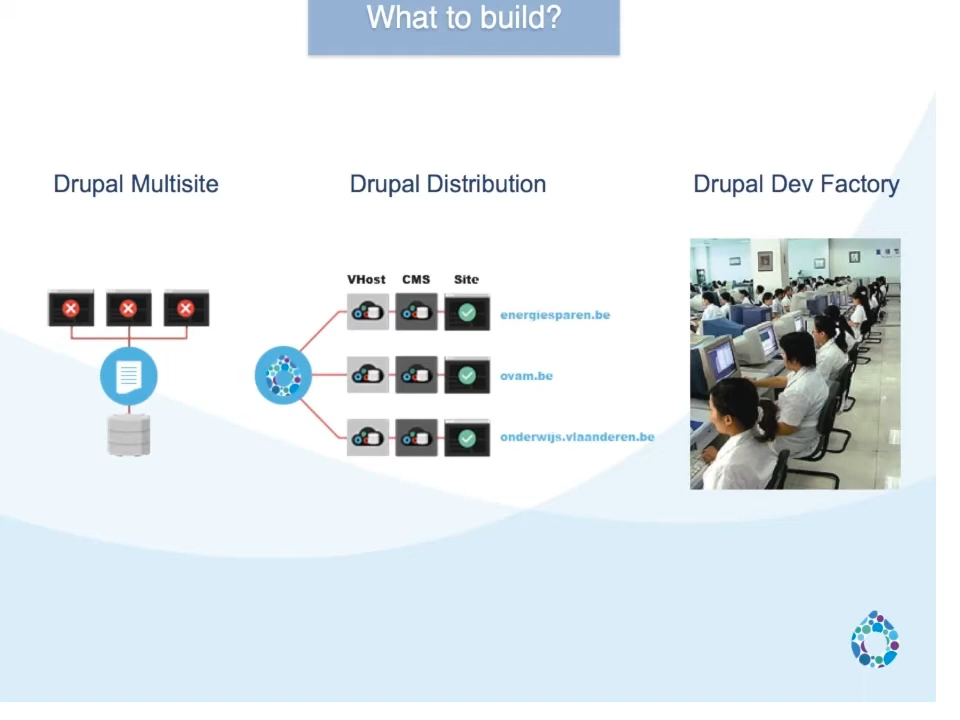 What to build?
Drupal Multisite
Drupal Distribution
Drupal Dev Factory
VHost CMS Site
energiesparen.be
ovam.be
onderwijs.vlaanderen.be